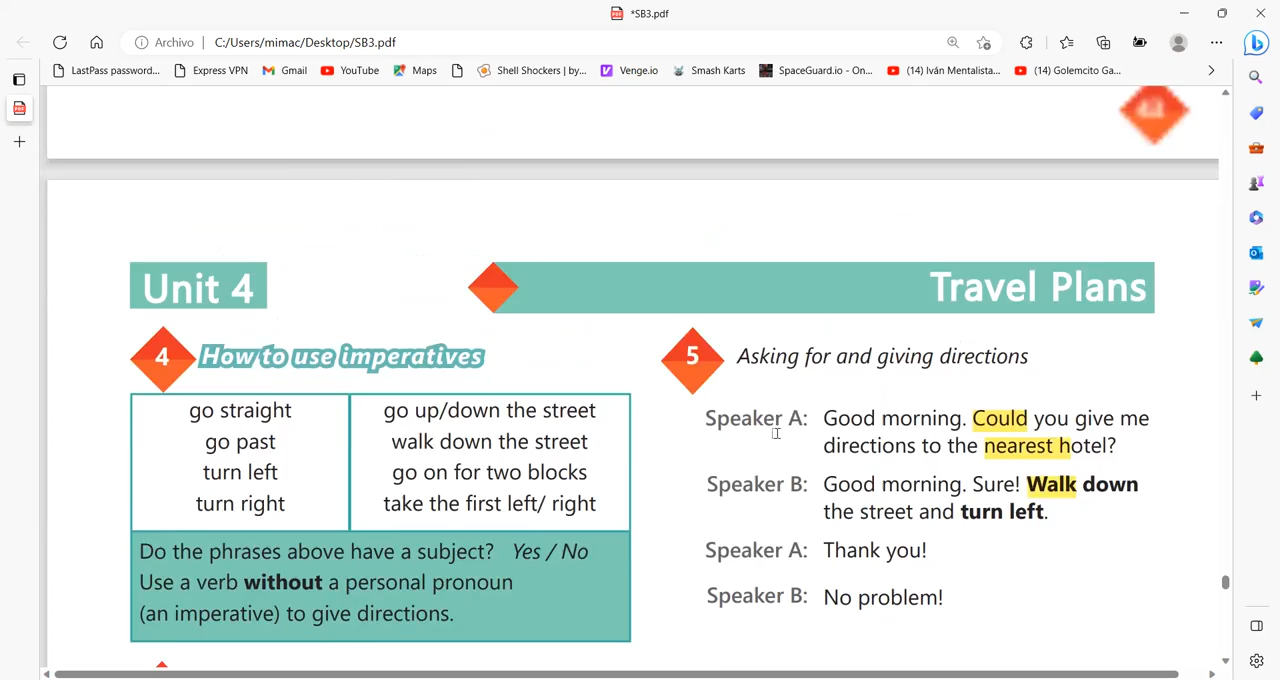 *SB3.pdf
Archivo | C:/Users/mimac/Desktop/SB3.pdf
LastPass password... Express VPN Gmail YouTube Maps Shell Shockers | by... Venge.io Smash Karts SpaceGuard.io - On... (14) Iván Mentalista... (14) Golemcito Ga...
Unit 4
Travel Plans
4 How to use imperatives
go straight
go past
turn left
turn right
go up/down the street
walk down the street
go on for two blocks
take the first left/ right
Do the phrases above have a subject? Yes / No
Use a verb without a personal pronoun
(an imperative) to give directions.
5 Asking for and giving directions
Speaker A: Good morning. Could you give me
directions to the nearest hotel?
Speaker B: Good morning. Sure! Walk down
the street and turn left.
Speaker A: Thank you!
Speaker B: No problem!